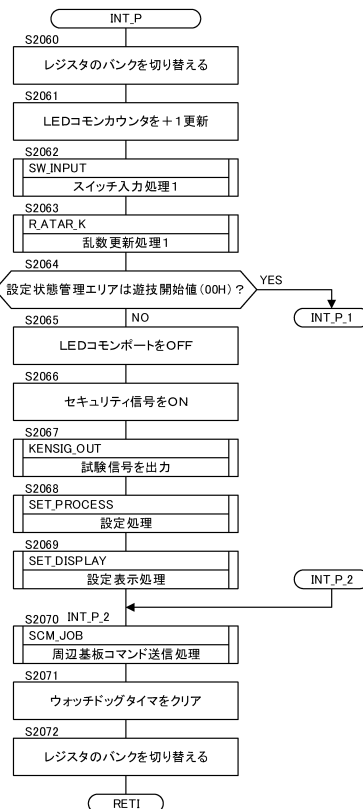 INT_P
S2060
レジスタのバンクを切り替える
S2061
LEDコモンカウンタを＋1更新
S2062
SW_INPUT
スイッチ入力処理1
S2063
R_ATAR_K
乱数更新処理1
S2064
設定状態管理エリアは遊技開始値(00H)？
YES
INT_P_1
NO
S2065
LEDコモンポートをOFF
S2066
セキュリティ信号をON
S2067
KENSIG_OUT
試験信号を出力
S2068
SET_PROCESS
設定処理
S2069
SET_DISPLAY
設定表示処理
INT_P_2
S2070 INT_P_2
SCM_JOB
周辺基板コマンド送信処理
S2071
ウォッチドッグタイマをクリア
S2072
レジスタのバンクを切り替える
RETI